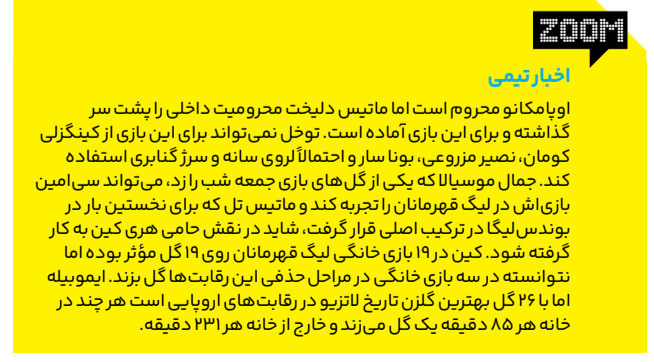 ZOOM
اخبار تیمی
اوپامکانو محروم است اما ماتیس دلیخت محرومیت داخلی را پشت سر
گذاشته و برای این بازی آماده است. توخل نمی‌تواند برای این بازی از کینگزلی
کومان، نصیر مزروعی، بونا سار و احتمالاً لروی سانه و سرژ گنابری استفاده
کند. جمال موسیالا که یکی از گل‌های بازی جمعه شب را زد، می‌تواند سی‌امین
بازی‌اش در لیگ قهرمانان را تجربه کند و ماتیس تل که برای نخستین بار در
بوندس‌لیگا در ترکیب اصلی قرار گرفت، شاید در نقش حامی هری کین به کار
گرفته شود. کین در ۱۹ بازی خانگی لیگ قهرمانان روی ۱۹ گل مؤثر بوده اما
نتوانسته در سه بازی خانگی در مراحل حذفی این رقابت‌ها گل بزند. ایموبیله
اما با ۲۶ گل بهترین گلزن تاریخ لاتزیو در رقابت‌های اروپایی است هر چند در
خانه هر ۸۵ دقیقه یک گل می‌زند و خارج از خانه هر ۲۳۱ دقیقه.